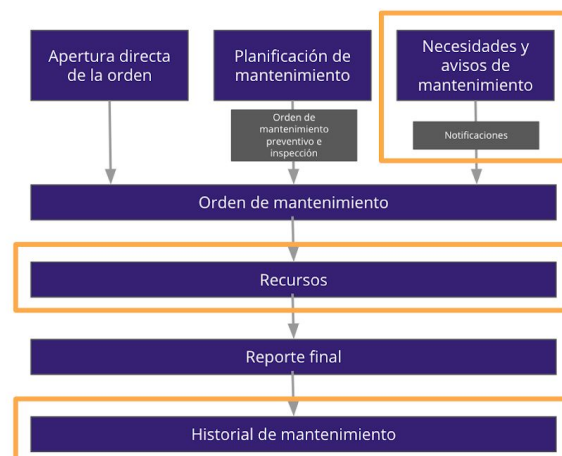 Apertura directa
de la orden
Planificación de
mantenimiento
Necesidades y
avisos de
mantenimiento
Orden de
mantenimiento
preventivo e
inspección
Notificaciones
Orden de mantenimiento
Recursos
Reporte final
Historial de mantenimiento